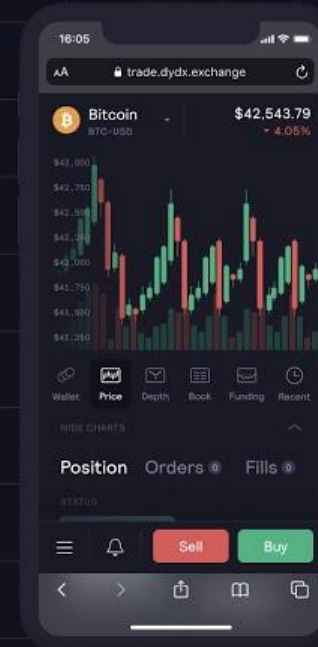 16:05
AA trade.dydx.exchange
Bitcoin $42,543.79
BTC-USD 4.05%
$43,000
$42,750
$42,500
$42,250
$42,000
$41,750
$41,500
$41,250
Wallet Price Depth Book Funding Recent
HIDE CHARTS
Position Orders 0 Fills 0
STATUS
Sell Buy